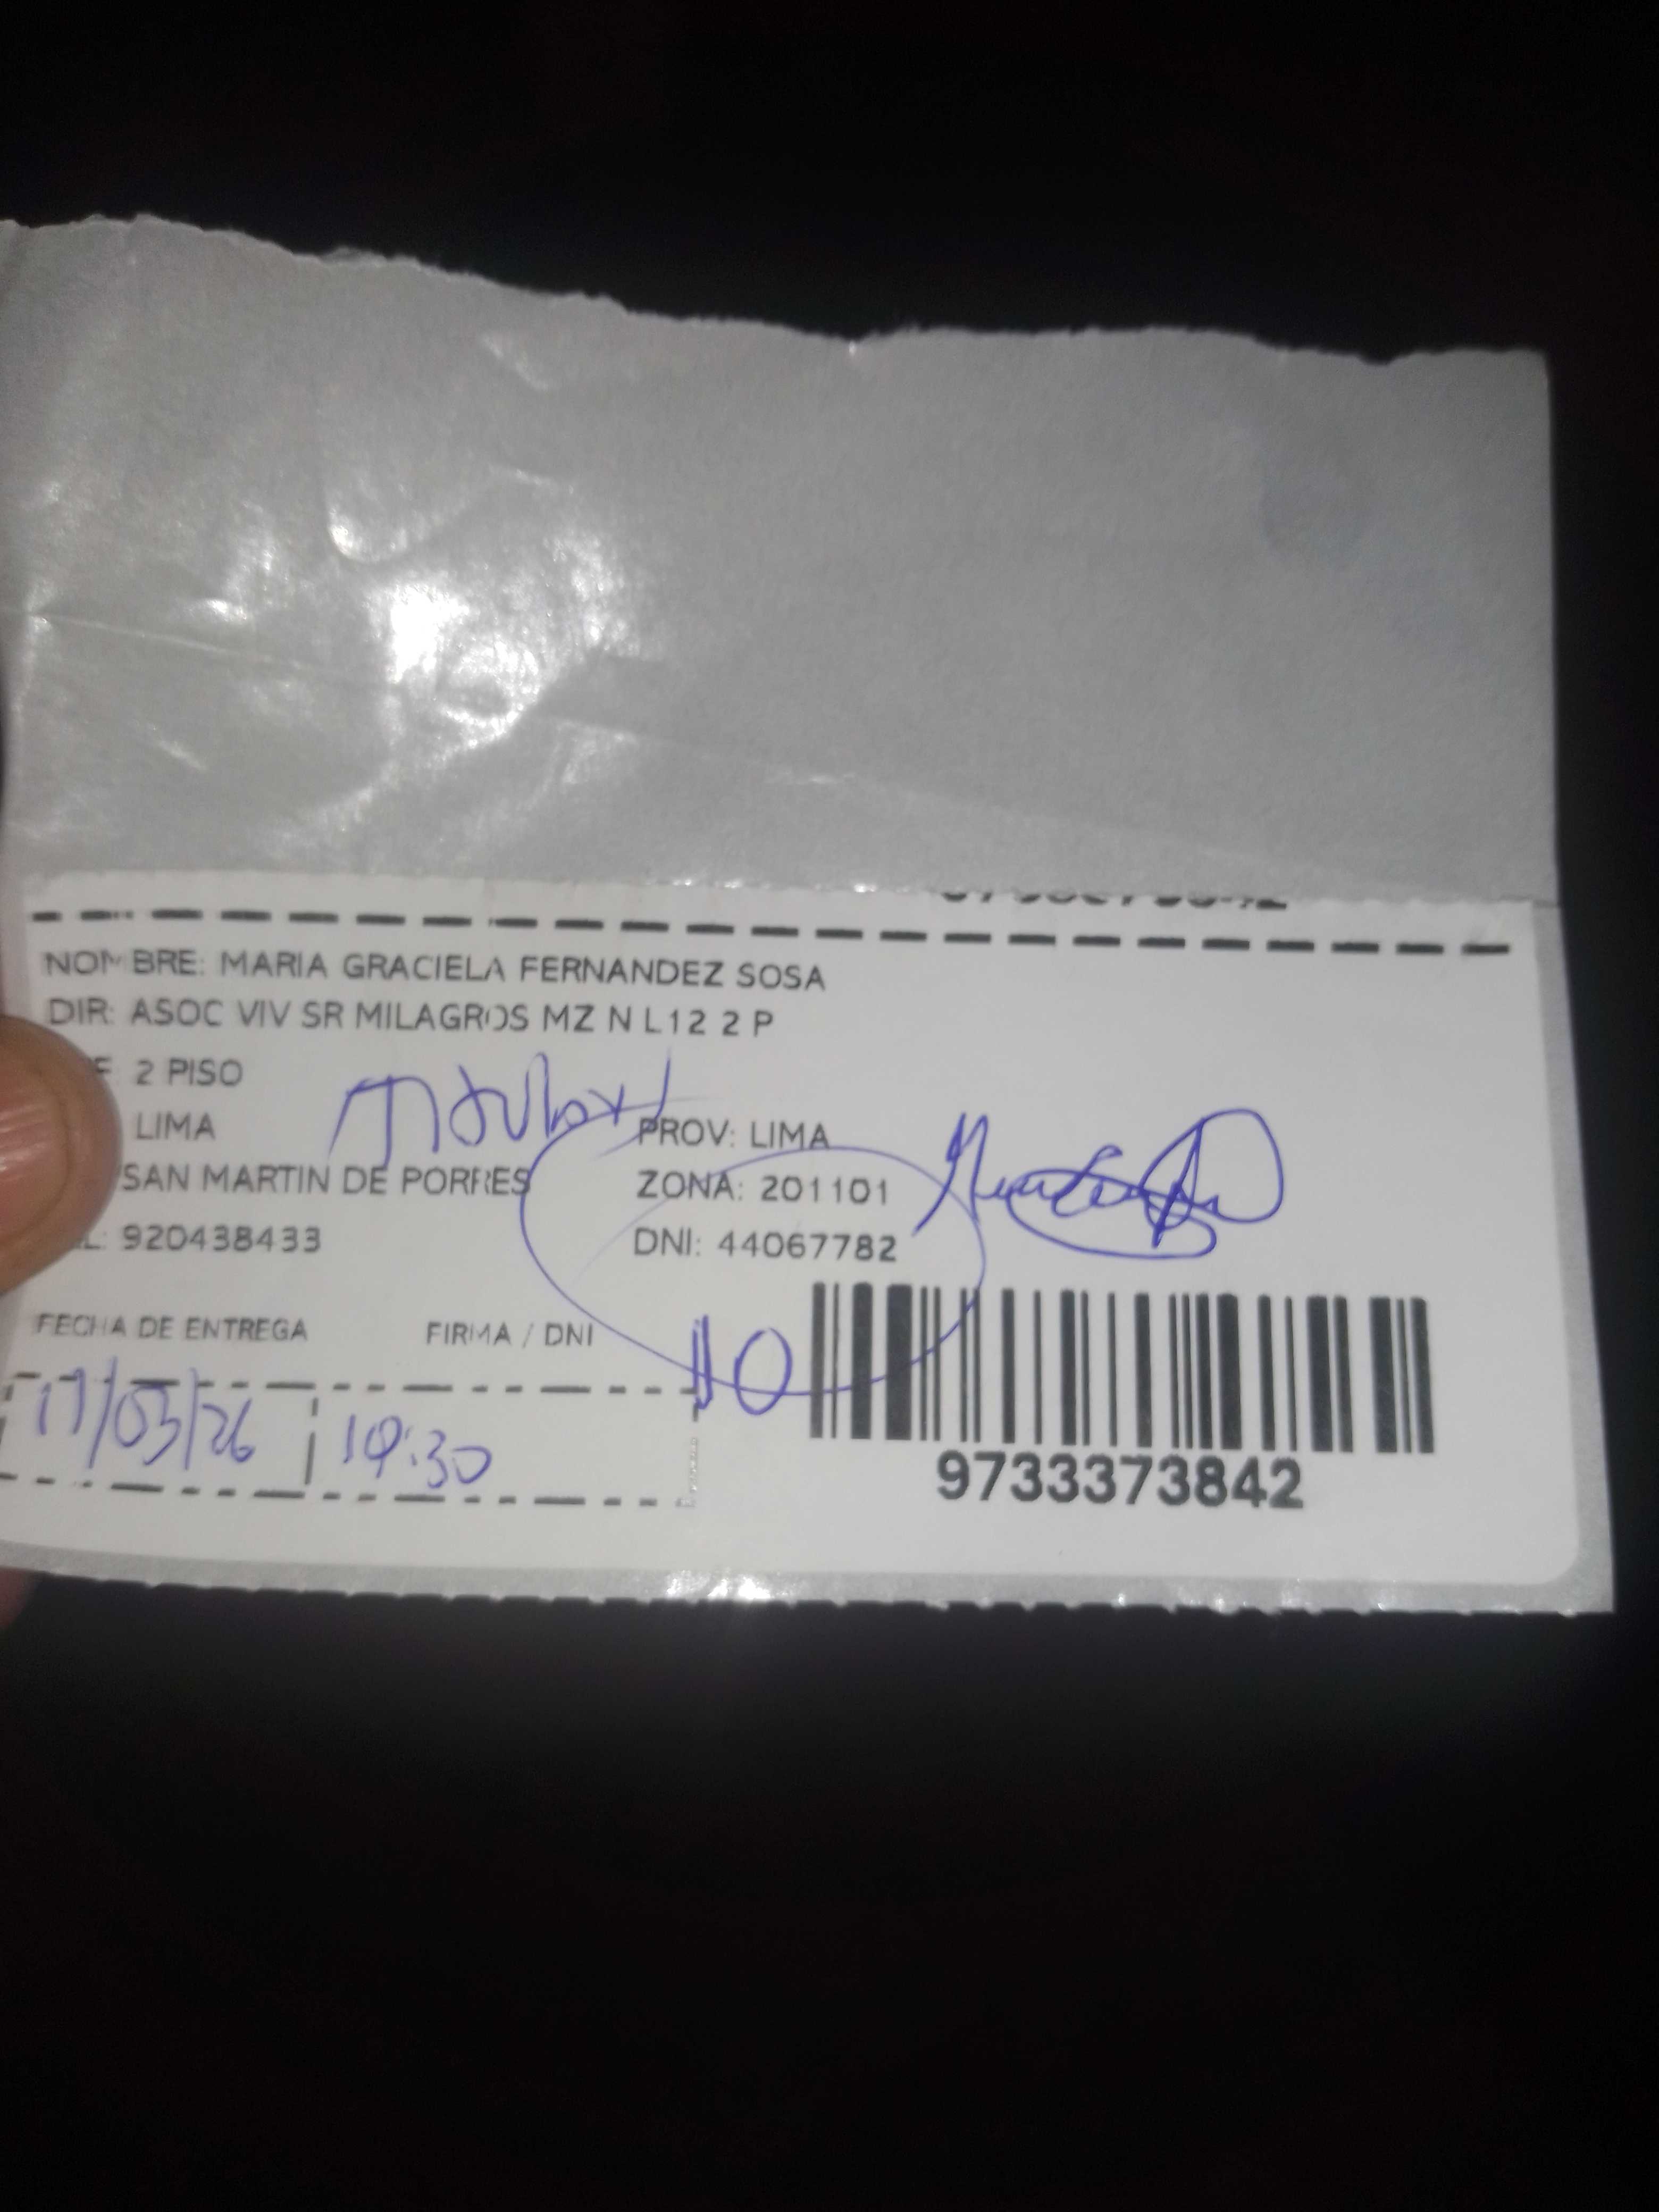 NOMBRE: MARIA GRACIELA FERNANDEZ SOSA
DIR: ASOC VIV SR MILAGROS MZ N L12 2 P
2 PISO
LIMA PROV: LIMA
SAN MARTIN DE PORRES ZONA: 201101
920438433 DNI: 44067782
FECHA DE ENTREGA FIRMA / DNI
10
17/03/26 :30
9733373842